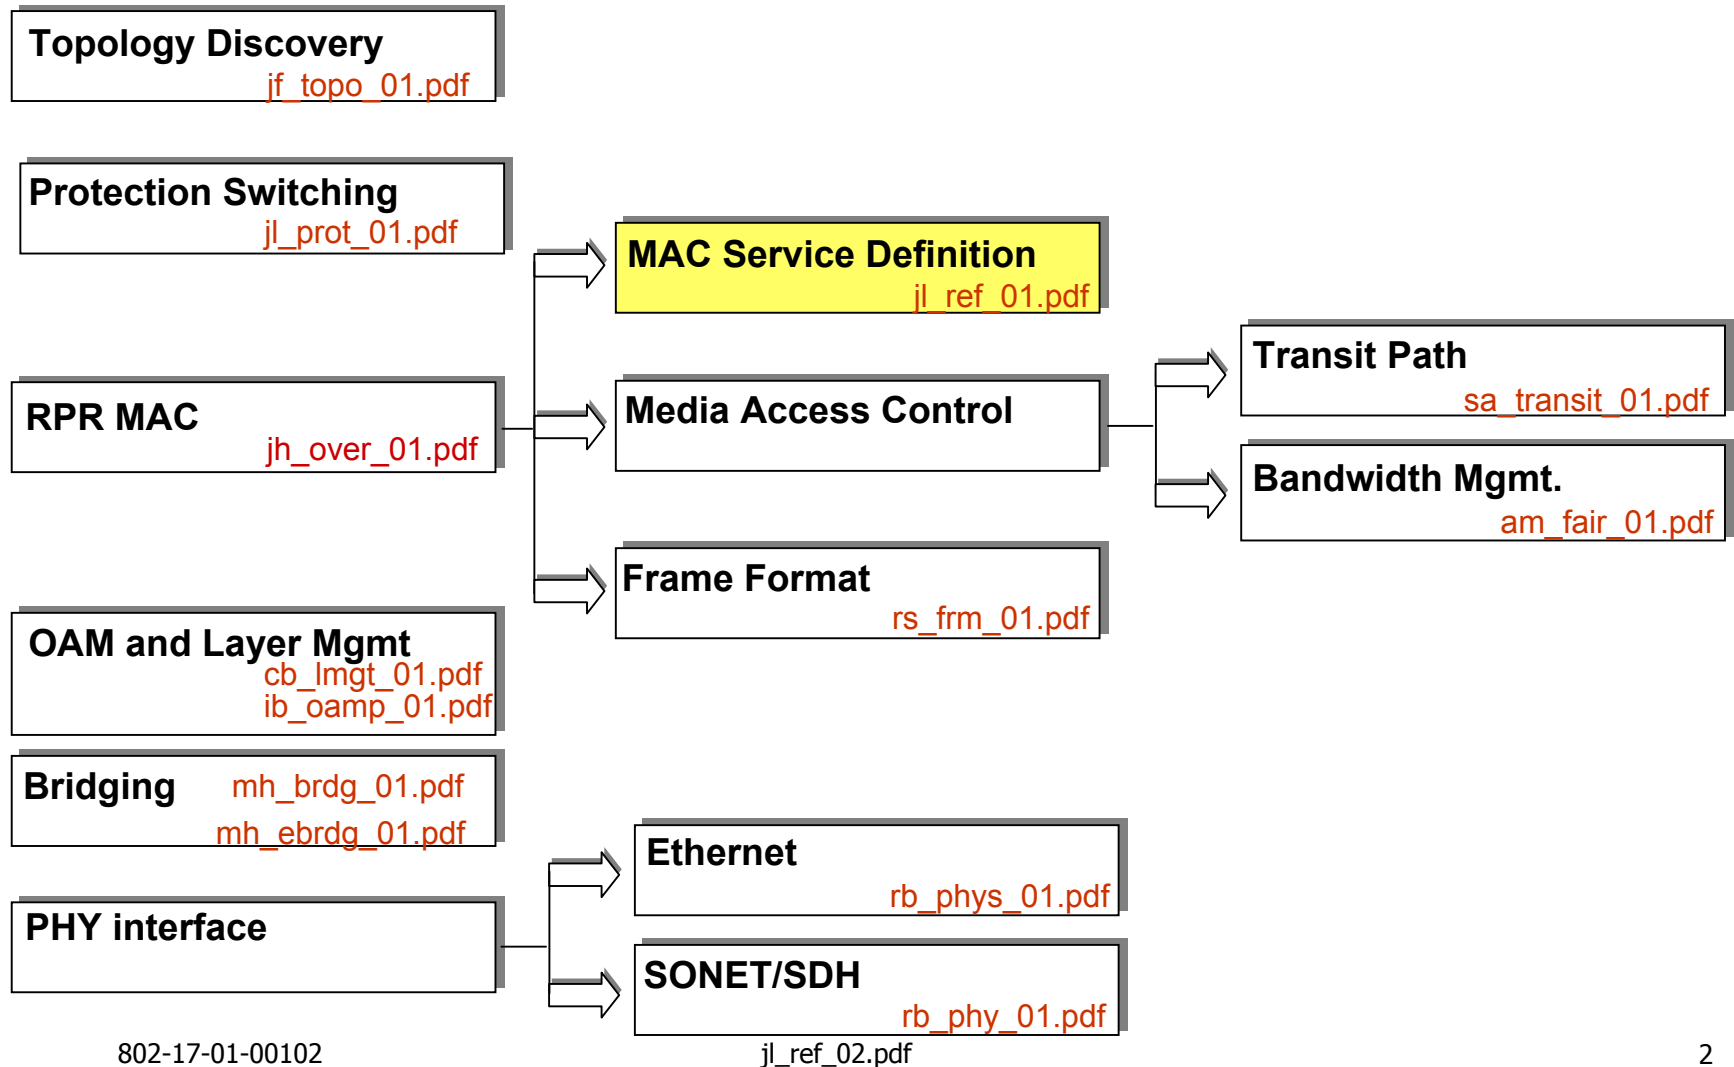 Topology Discovery
jf_topo_01.pdf
Protection Switching
jl_prot_01.pdf
MAC Service Definition
jl_ref_01.pdf
RPR MAC
jh_over_01.pdf
Media Access Control
Transit Path
sa_transit_01.pdf
Bandwidth Mgmt.
am_fair_01.pdf
Frame Format
rs_frm_01.pdf
OAM and Layer Mgmt
cb_lmgt_01.pdf
ib_oamp_01.pdf
Bridging mh_brdg_01.pdf
mh_ebrdg_01.pdf
PHY interface
Ethernet
rb_phys_01.pdf
SONET/SDH
rb_phy_01.pdf
802-17-01-00102 jl_ref_02.pdf 2